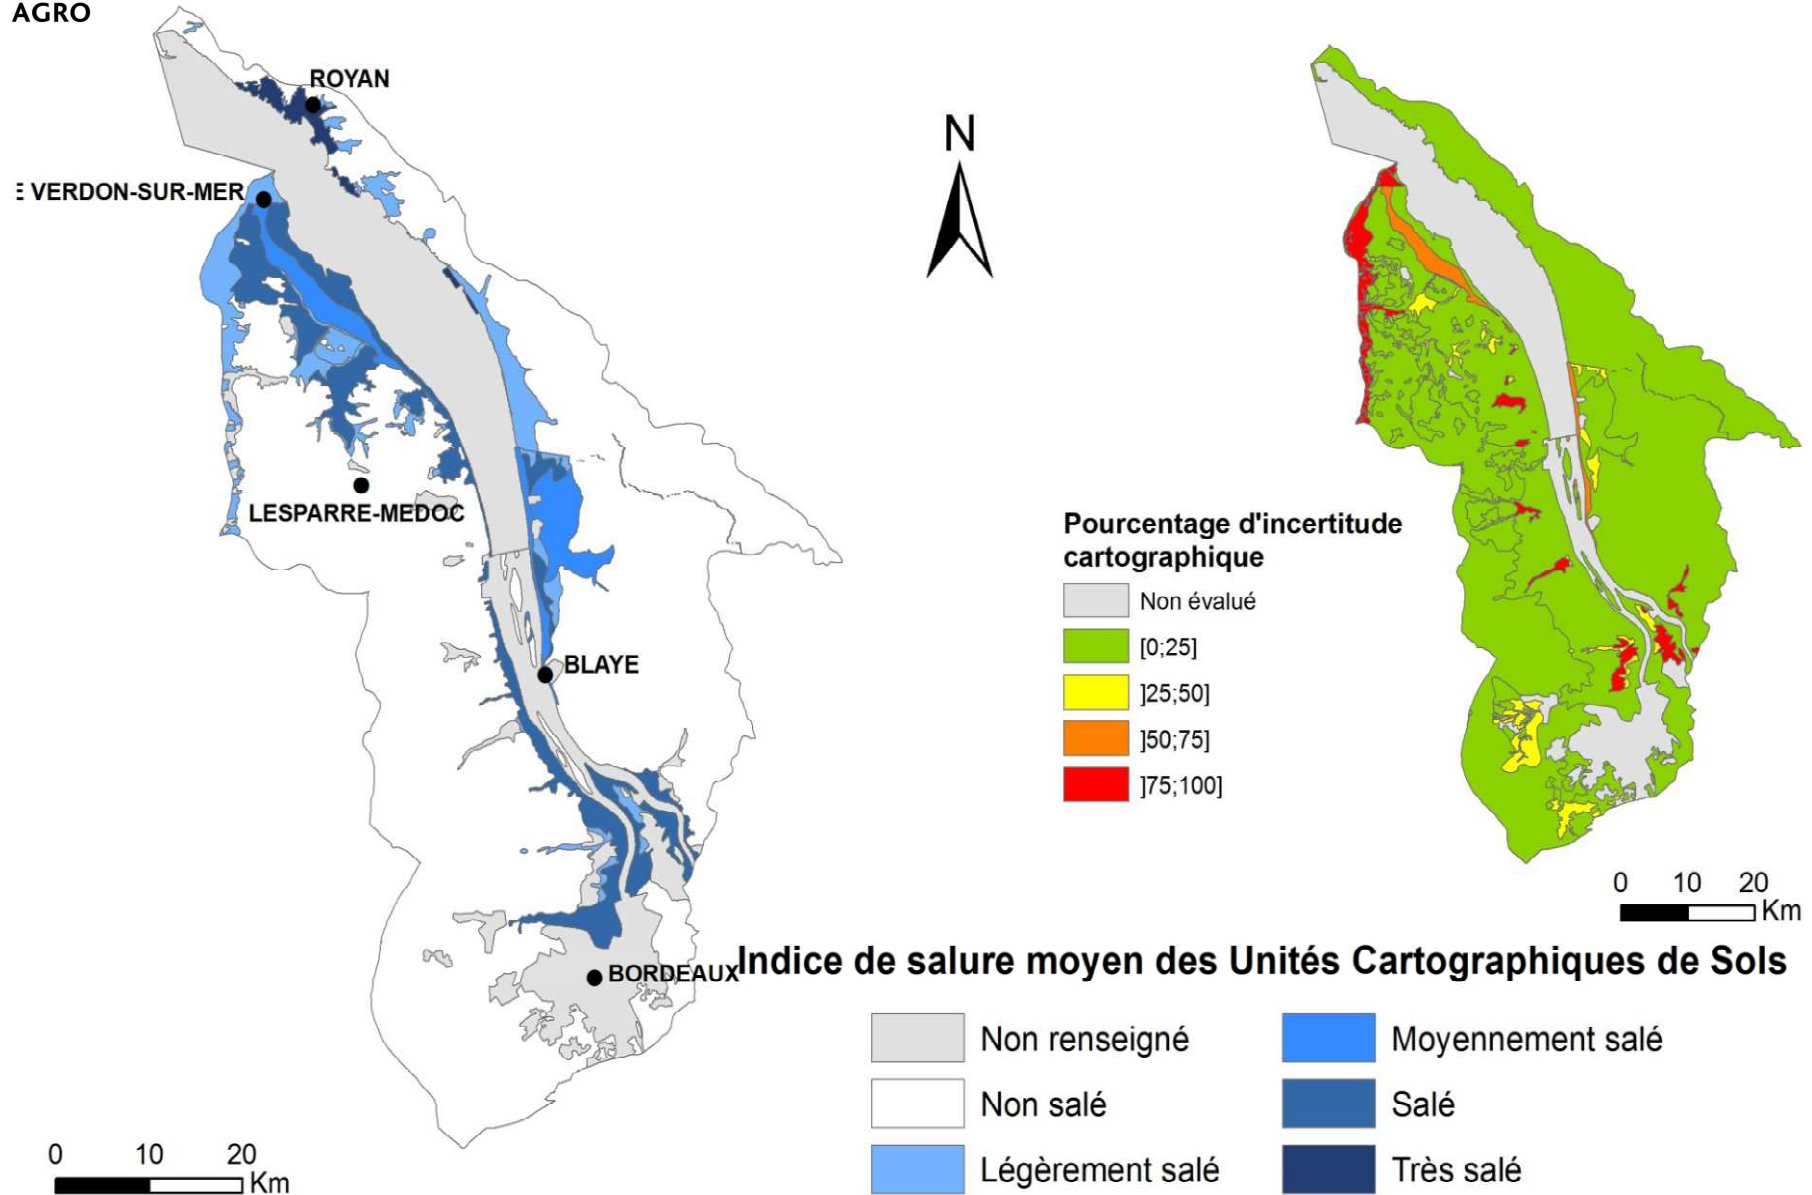 AGRO
ROYAN
E VERDON-SUR-MER
LESPARRE-MEDOC
BLAYE
BORDEAUX
0 10 20
Km
N
Pourcentage d'incertitude
cartographique
Non évalué
[0;25]
]25;50]
]50;75]
]75;100]
0 10 20
Km
Indice de salure moyen des Unités Cartographiques de Sols
Non renseigné
Non salé
Légèrement salé
Moyennement salé
Salé
Très salé